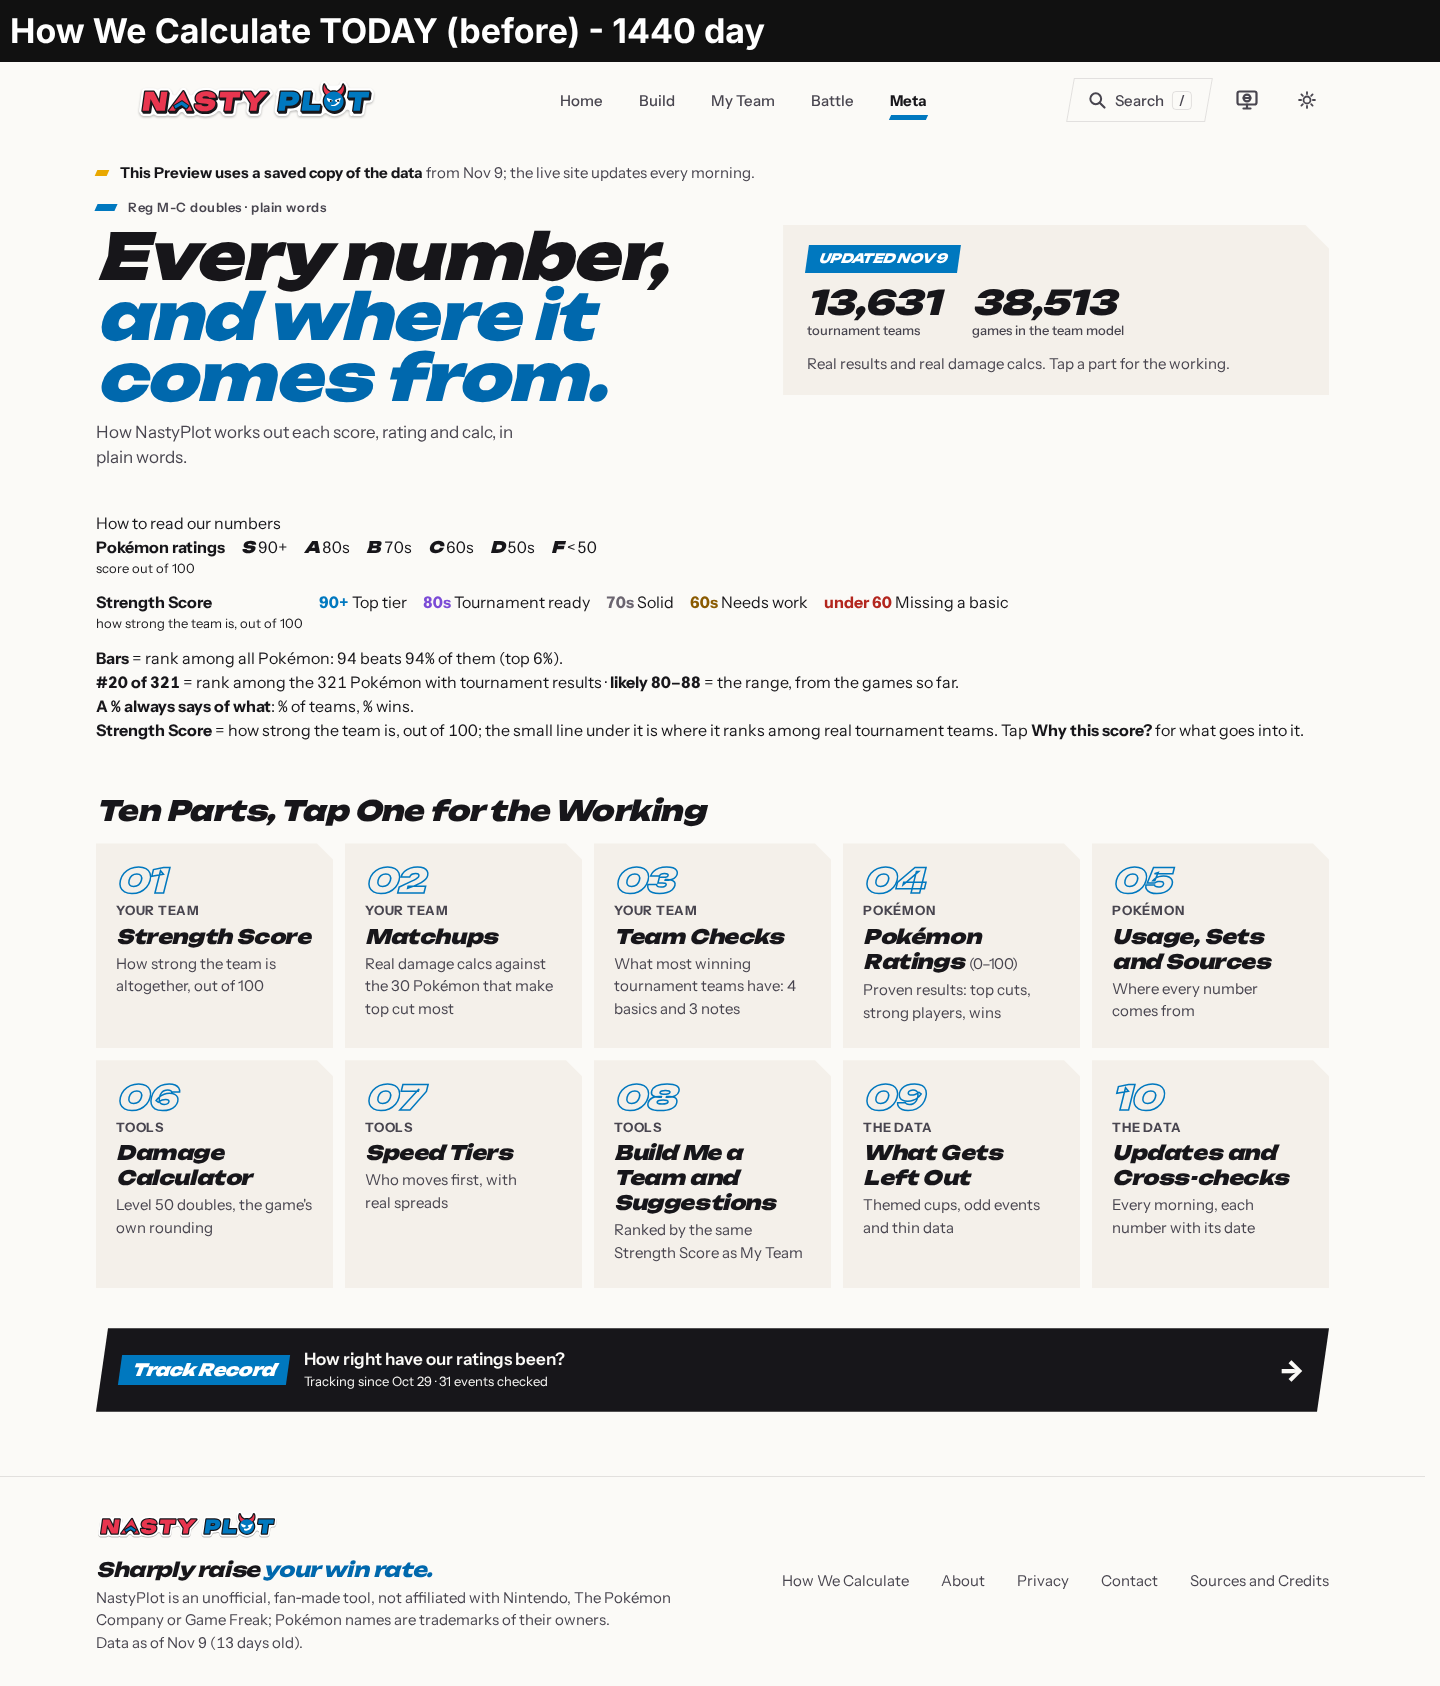 How We Calculate TODAY (before) - 1440 day
NASTY PLOT
Home
Build
My Team
Battle
Meta
Search /
This Preview uses a saved copy of the data from Nov 9; the live site updates every morning.
Reg M-C doubles · plain words
Every number,
and where it
comes from.
How NastyPlot works out each score, rating and calc, in
plain words.
UPDATED NOV 9
13,631 38,513
tournament teams games in the team model
Real results and real damage calcs. Tap a part for the working.
How to read our numbers
Pokémon ratings S 90+ A 80s B 70s C 60s D 50s F <50
score out of 100
Strength Score 90+ Top tier 80s Tournament ready 70s Solid 60s Needs work under 60 Missing a basic
how strong the team is, out of 100
Bars = rank among all Pokémon: 94 beats 94% of them (top 6%).
#20 of 321 = rank among the 321 Pokémon with tournament results · likely 80–88 = the range, from the games so far.
A % always says of what: % of teams, % wins.
Strength Score = how strong the team is, out of 100; the small line under it is where it ranks among real tournament teams. Tap Why this score? for what goes into it.
Ten Parts, Tap One for the Working
01
YOUR TEAM
Strength Score
How strong the team is
altogether, out of 100
02
YOUR TEAM
Matchups
Real damage calcs against
the 30 Pokémon that make
top cut most
03
YOUR TEAM
Team Checks
What most winning
tournament teams have: 4
basics and 3 notes
04
POKÉMON
Pokémon
Ratings (0–100)
Proven results: top cuts,
strong players, wins
05
POKÉMON
Usage, Sets
and Sources
Where every number
comes from
06
TOOLS
Damage
Calculator
Level 50 doubles, the game's
own rounding
07
TOOLS
Speed Tiers
Who moves first, with
real spreads
08
TOOLS
Build Me a
Team and
Suggestions
Ranked by the same
Strength Score as My Team
09
THE DATA
What Gets
Left Out
Themed cups, odd events
and thin data
10
THE DATA
Updates and
Cross-checks
Every morning, each
number with its date
Track Record
How right have our ratings been?
Tracking since Oct 29 · 31 events checked
NASTY PLOT
Sharply raise your win rate.
NastyPlot is an unofficial, fan-made tool, not affiliated with Nintendo, The Pokémon
Company or Game Freak; Pokémon names are trademarks of their owners.
Data as of Nov 9 (13 days old).
How We Calculate
About
Privacy
Contact
Sources and Credits